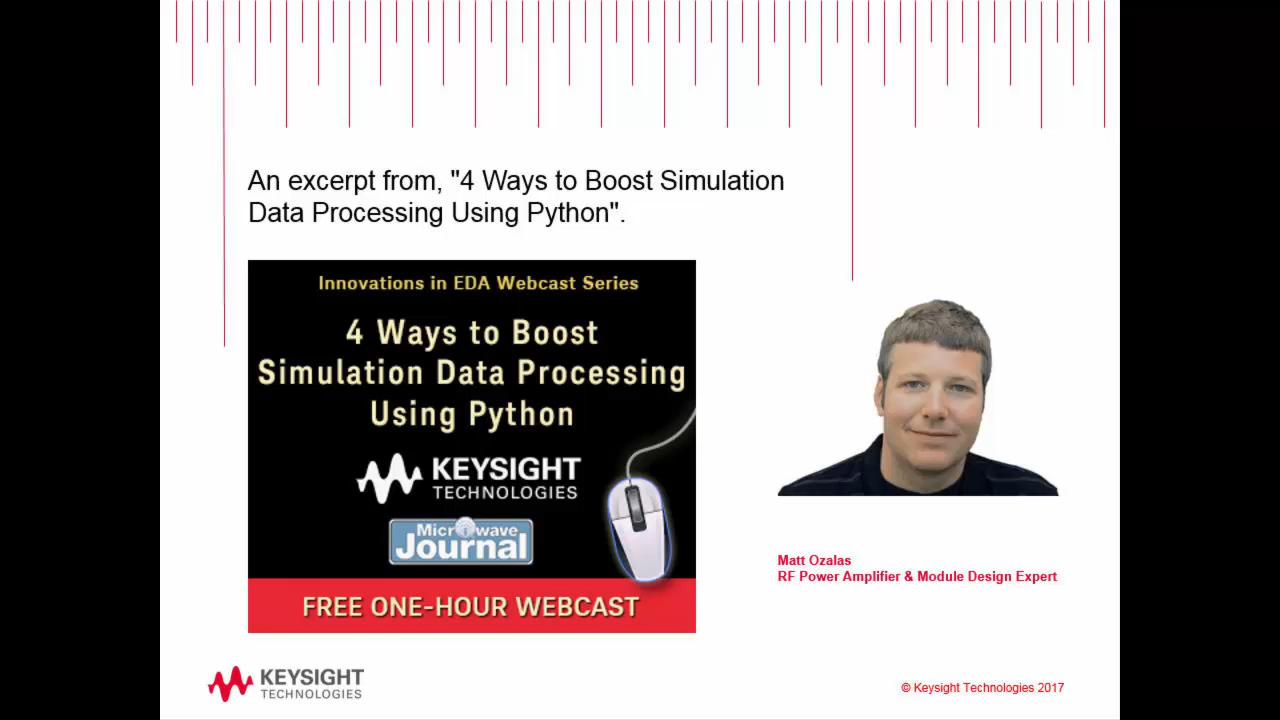 An excerpt from, "4 Ways to Boost Simulation
Data Processing Using Python".
Innovations in EDA Webcast Series
4 Ways to Boost
Simulation Data Processing
Using Python
KEYSIGHT
TECHNOLOGIES
Microwave
Journal
FREE ONE-HOUR WEBCAST
Matt Ozalas
RF Power Amplifier & Module Design Expert
KEYSIGHT
TECHNOLOGIES
© Keysight Technologies 2017